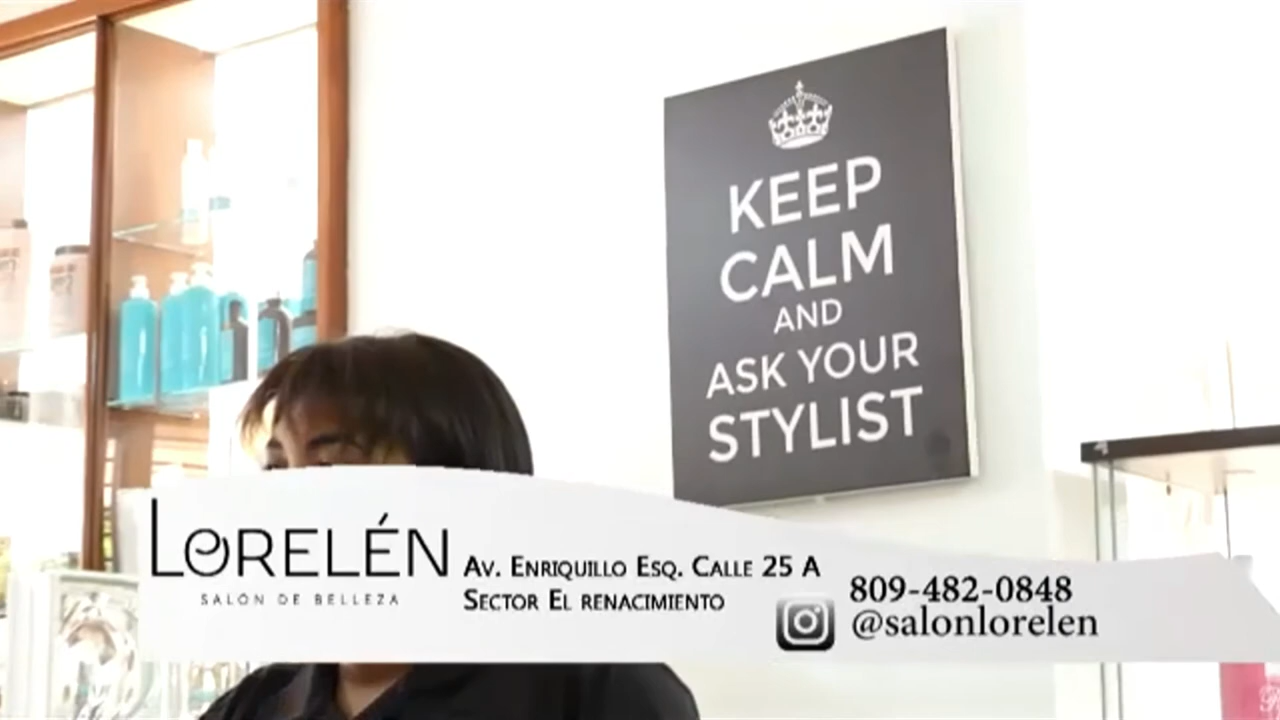 KEEP
CALM
AND
ASK YOUR
STYLIST
LORELÉN
SALÓN DE BELLEZA
AV. ENRIQUILLO ESQ. CALLE 25 A
SECTOR EL RENACIMIENTO
809-482-0848
@salonlorelen